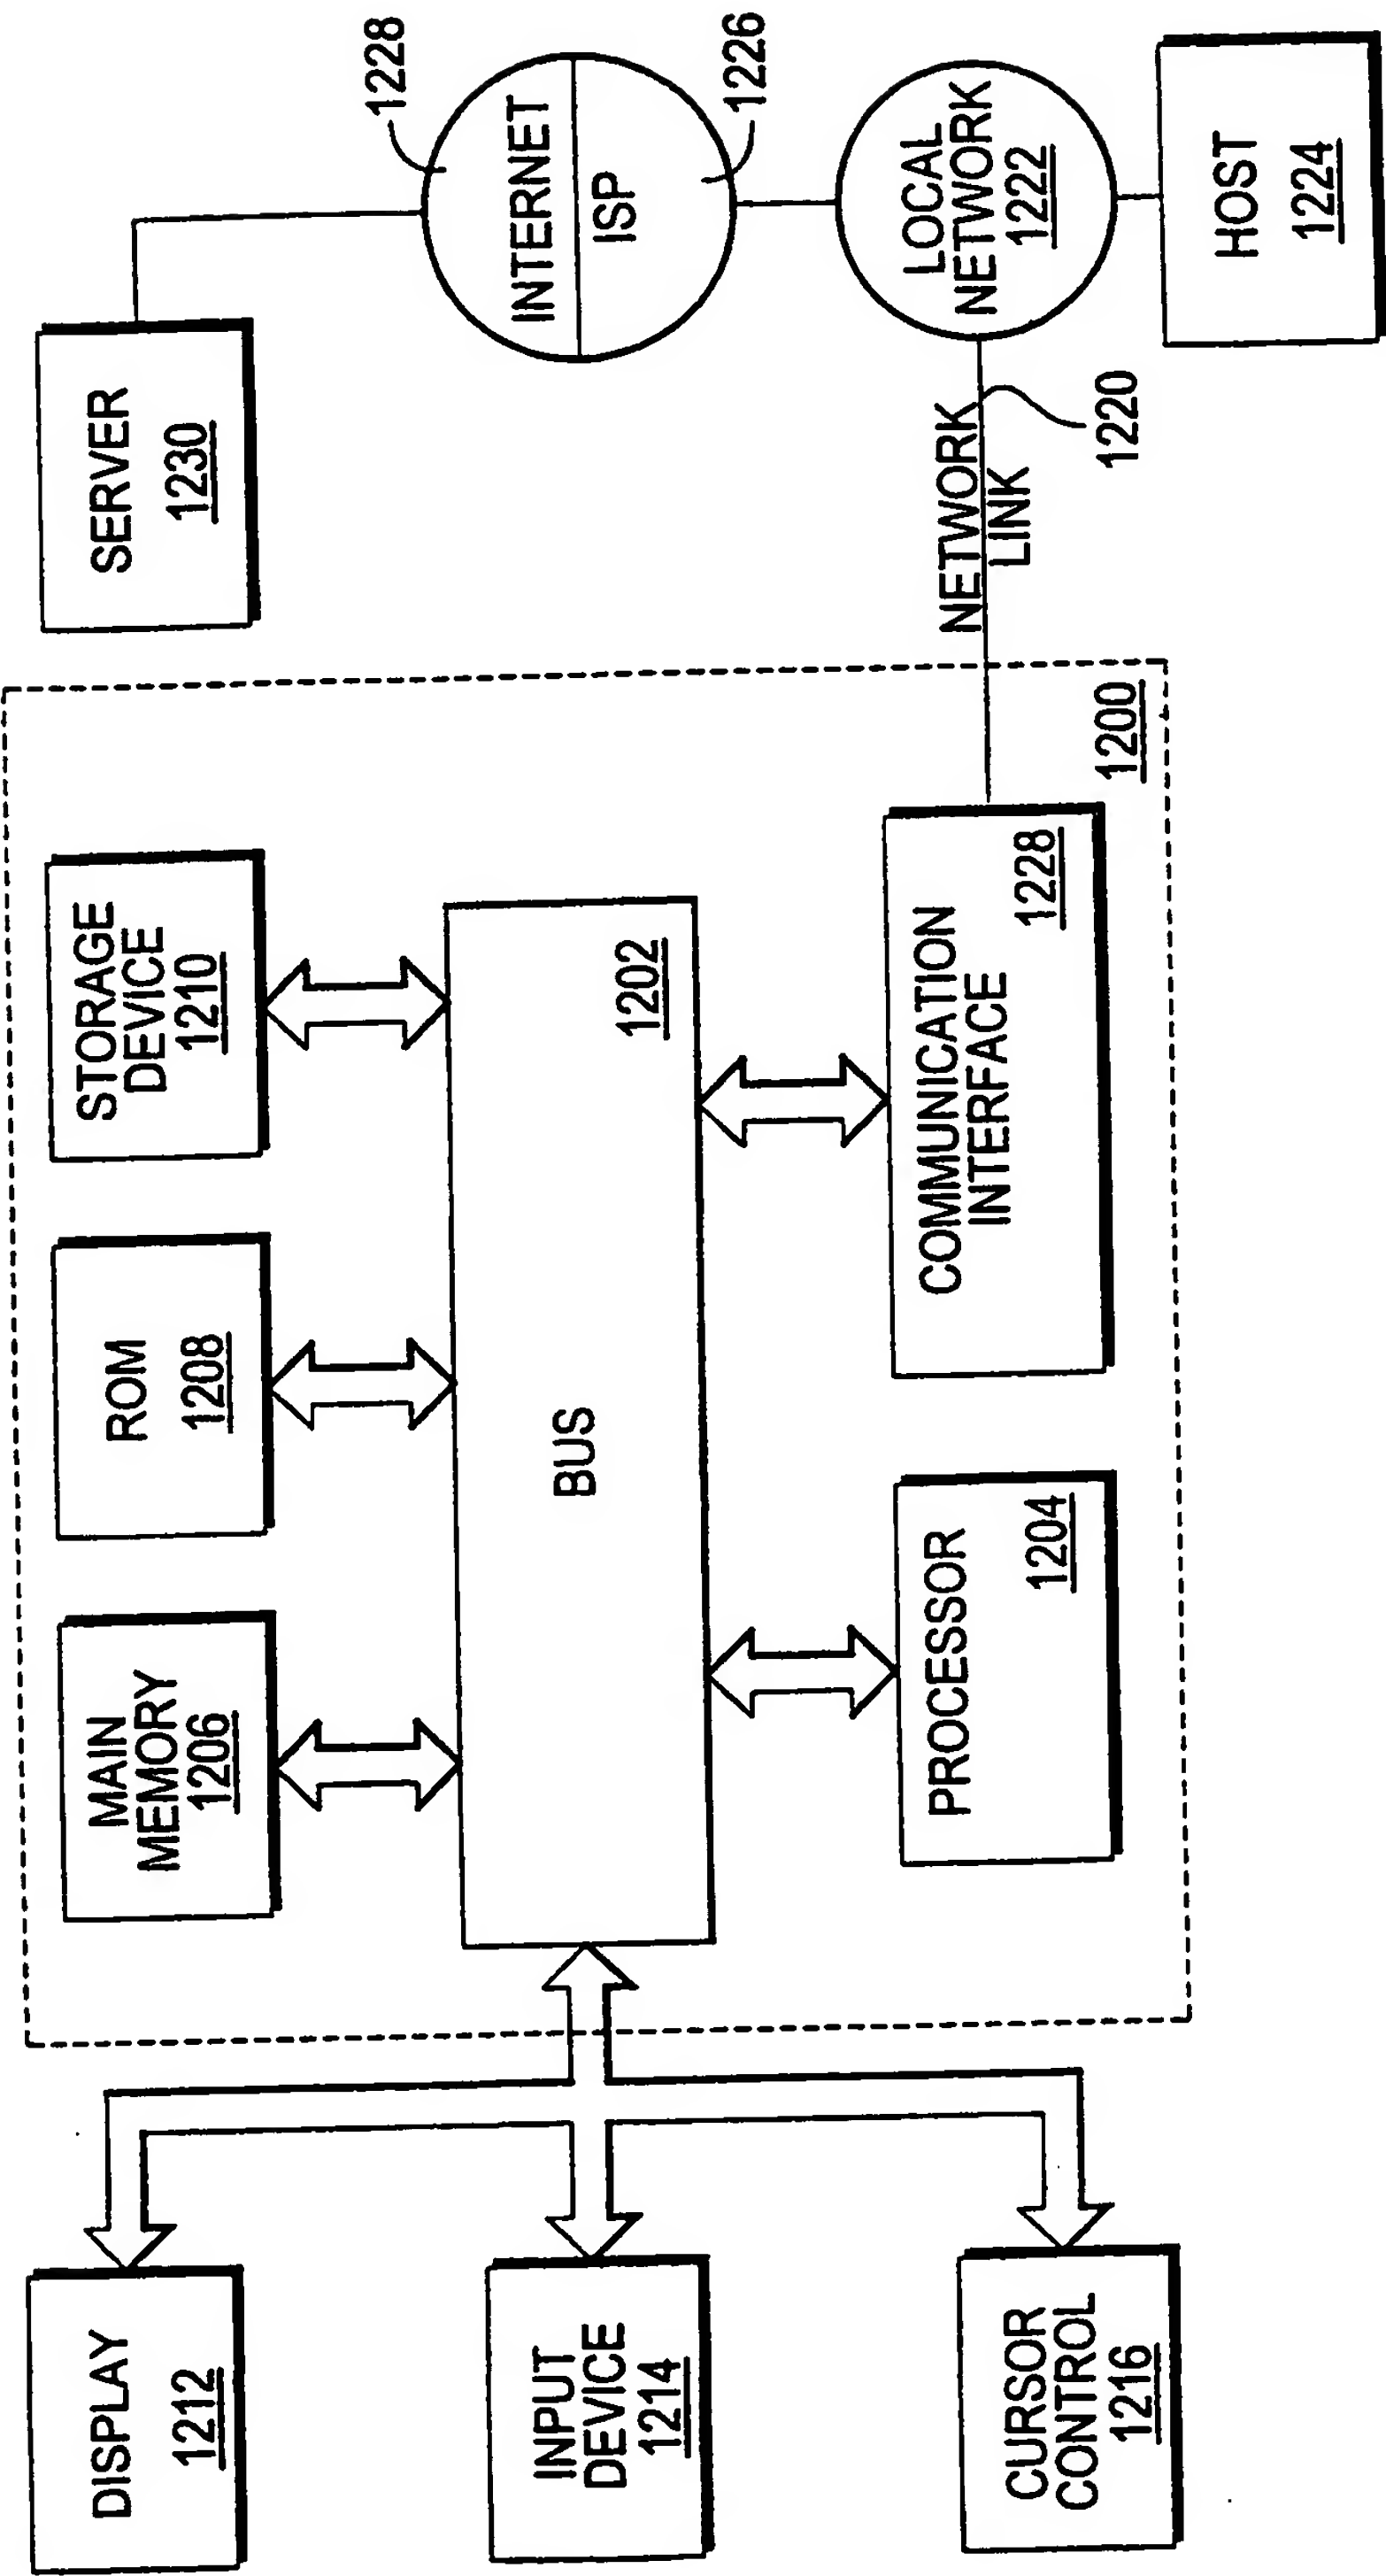 DISPLAY
1212
INPUT
DEVICE
1214
CURSOR
CONTROL
1216
MAIN
MEMORY
1206
ROM
1208
STORAGE
DEVICE
1210
BUS
1202
PROCESSOR
1204
COMMUNICATION
INTERFACE
1228
1200
SERVER
1230
NETWORK
LINK
1220
1228
INTERNET
ISP
1226
LOCAL
NETWORK
1222
HOST
1224